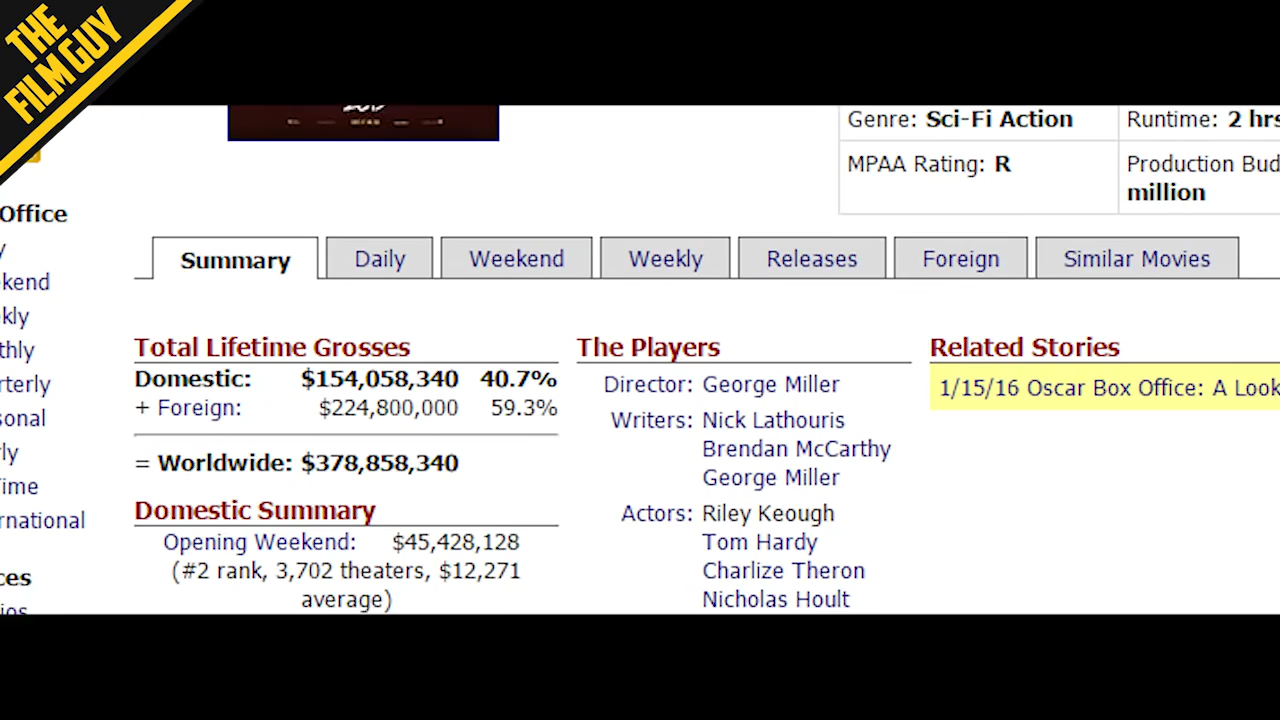 THE
FILM GUY
Genre: Sci-Fi Action
Runtime: 2 hrs
MPAA Rating: R
Production Bud
million
Office
y
kend
kly
thly
rterly
sonal
rly
Time
rnational
ces
ios
Summary
Daily
Weekend
Weekly
Releases
Foreign
Similar Movies
Total Lifetime Grosses
Domestic: $154,058,340 40.7%
+ Foreign: $224,800,000 59.3%
= Worldwide: $378,858,340
Domestic Summary
Opening Weekend: $45,428,128
(#2 rank, 3,702 theaters, $12,271
average)
The Players
Director: George Miller
Writers: Nick Lathouris
Brendan McCarthy
George Miller
Actors: Riley Keough
Tom Hardy
Charlize Theron
Nicholas Hoult
Related Stories
1/15/16 Oscar Box Office: A Look